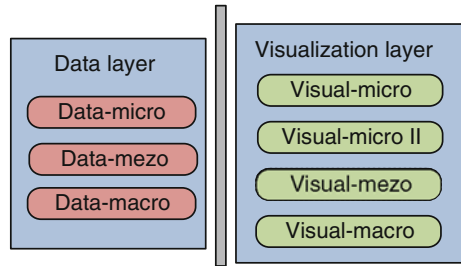 Data layer
Data-micro
Data-mezo
Data-macro
Visualization layer
Visual-micro
Visual-micro II
Visual-mezo
Visual-macro